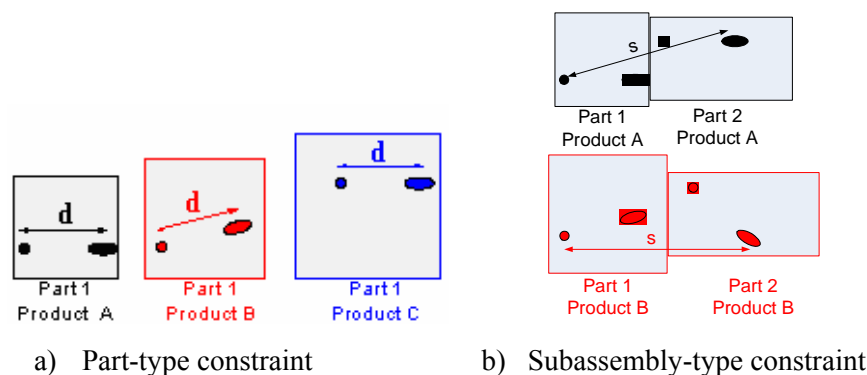 d
Part 1
Product A
d
Part 1
Product B
d
Part 1
Product C
a) Part-type constraint
s
Part 1
Product A
Part 2
Product A
s
Part 1
Product B
Part 2
Product B
b) Subassembly-type constraint